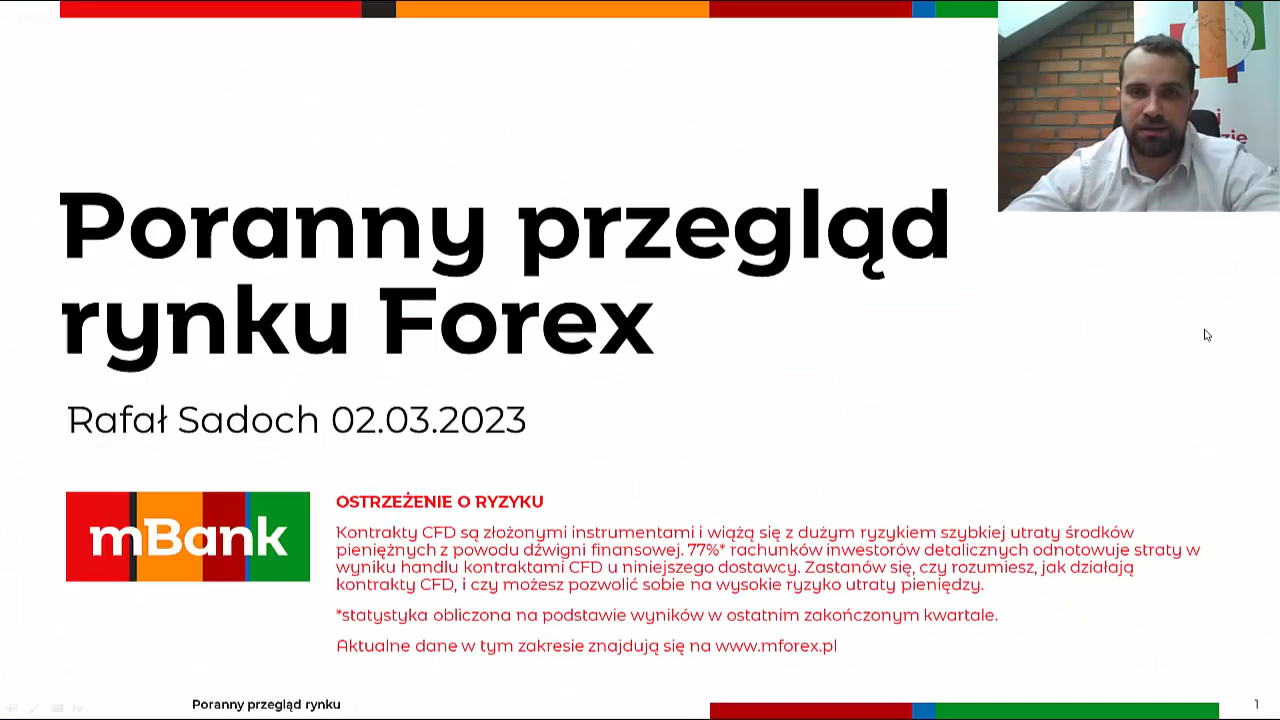 Poranny przegląd
rynku Forex
Rafał Sadoch 02.03.2023
mBank
OSTRZEŻENIE O RYZYKU
Kontrakty CFD są złożonymi instrumentami i wiążą się z dużym ryzykiem szybkiej utraty środków
pieniężnych z powodu dźwigni finansowej. 77%* rachunków inwestorów detalicznych odnotowuje straty w
wyniku handlu kontraktami CFD u niniejszego dostawcy. Zastanów się, czy rozumiesz, jak działają
kontrakty CFD, i czy możesz pozwolić sobie na wysokie ryzyko utraty pieniędzy.
*statystyka obliczona na podstawie wyników w ostatnim zakończonym kwartale.
Aktualne dane w tym zakresie znajdują się na www.mforex.pl
Poranny przegląd rynku
1